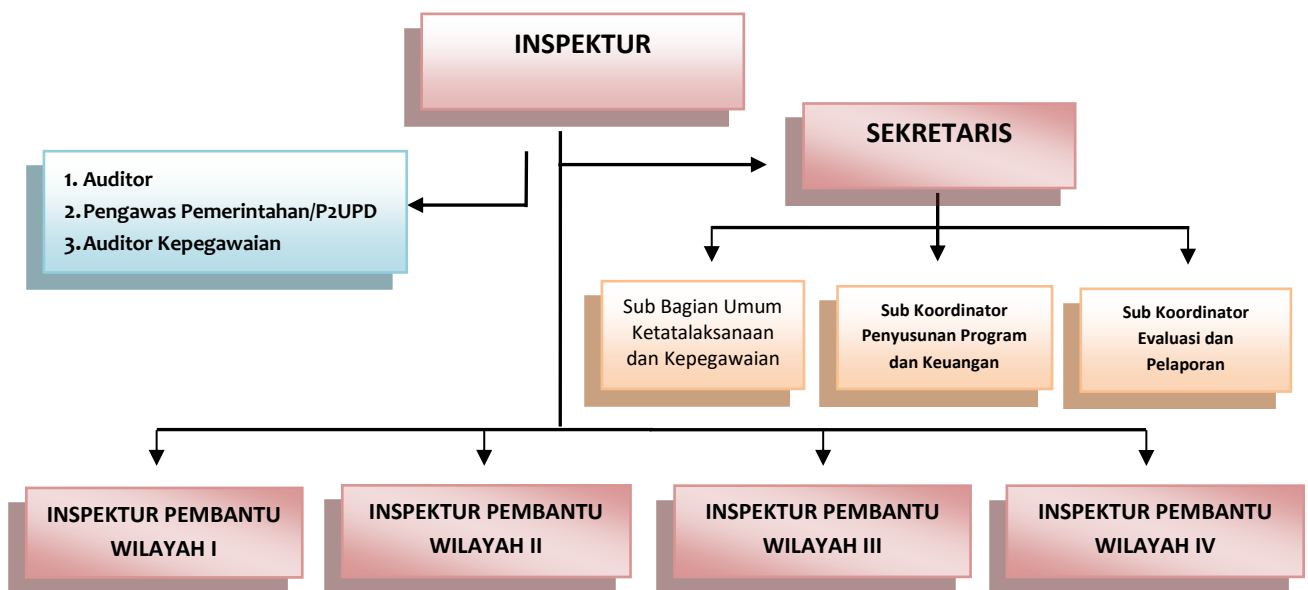 INSPEKTUR
SEKRETARIS
1. Auditor
2.Pengawas Pemerintahan/P2UPD
3.Auditor Kepegawaian
Sub Bagian Umum
Ketatalaksanaan
dan Kepegawaian
Sub Koordinator
Penyusunan Program
dan Keuangan
Sub Koordinator
Evaluasi dan
Pelaporan
INSPEKTUR PEMBANTU
WILAYAH I
INSPEKTUR PEMBANTU
WILAYAH II
INSPEKTUR PEMBANTU
WILAYAH III
INSPEKTUR PEMBANTU
WILAYAH IV